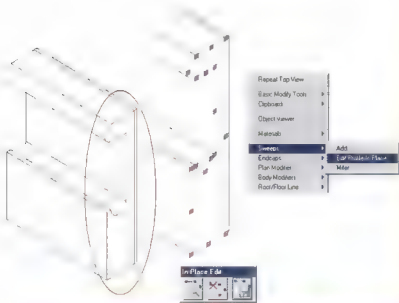 Repeat Top View
Basic Modify Tools
Clipboard
Object Viewer
Materials
Sweeps
Endcaps
Plan Modifier
Body Modifiers
Roof/Floor Line
Add
Edit Profile In Place
Miter
In-Place Edit